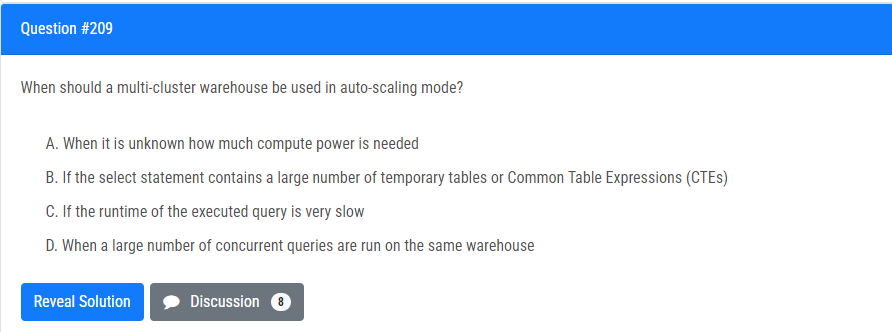 Question #209
When should a multi-cluster warehouse be used in auto-scaling mode?
A. When it is unknown how much compute power is needed
B. If the select statement contains a large number of temporary tables or Common Table Expressions (CTEs)
C. If the runtime of the executed query is very slow
D. When a large number of concurrent queries are run on the same warehouse
Reveal Solution Discussion 8